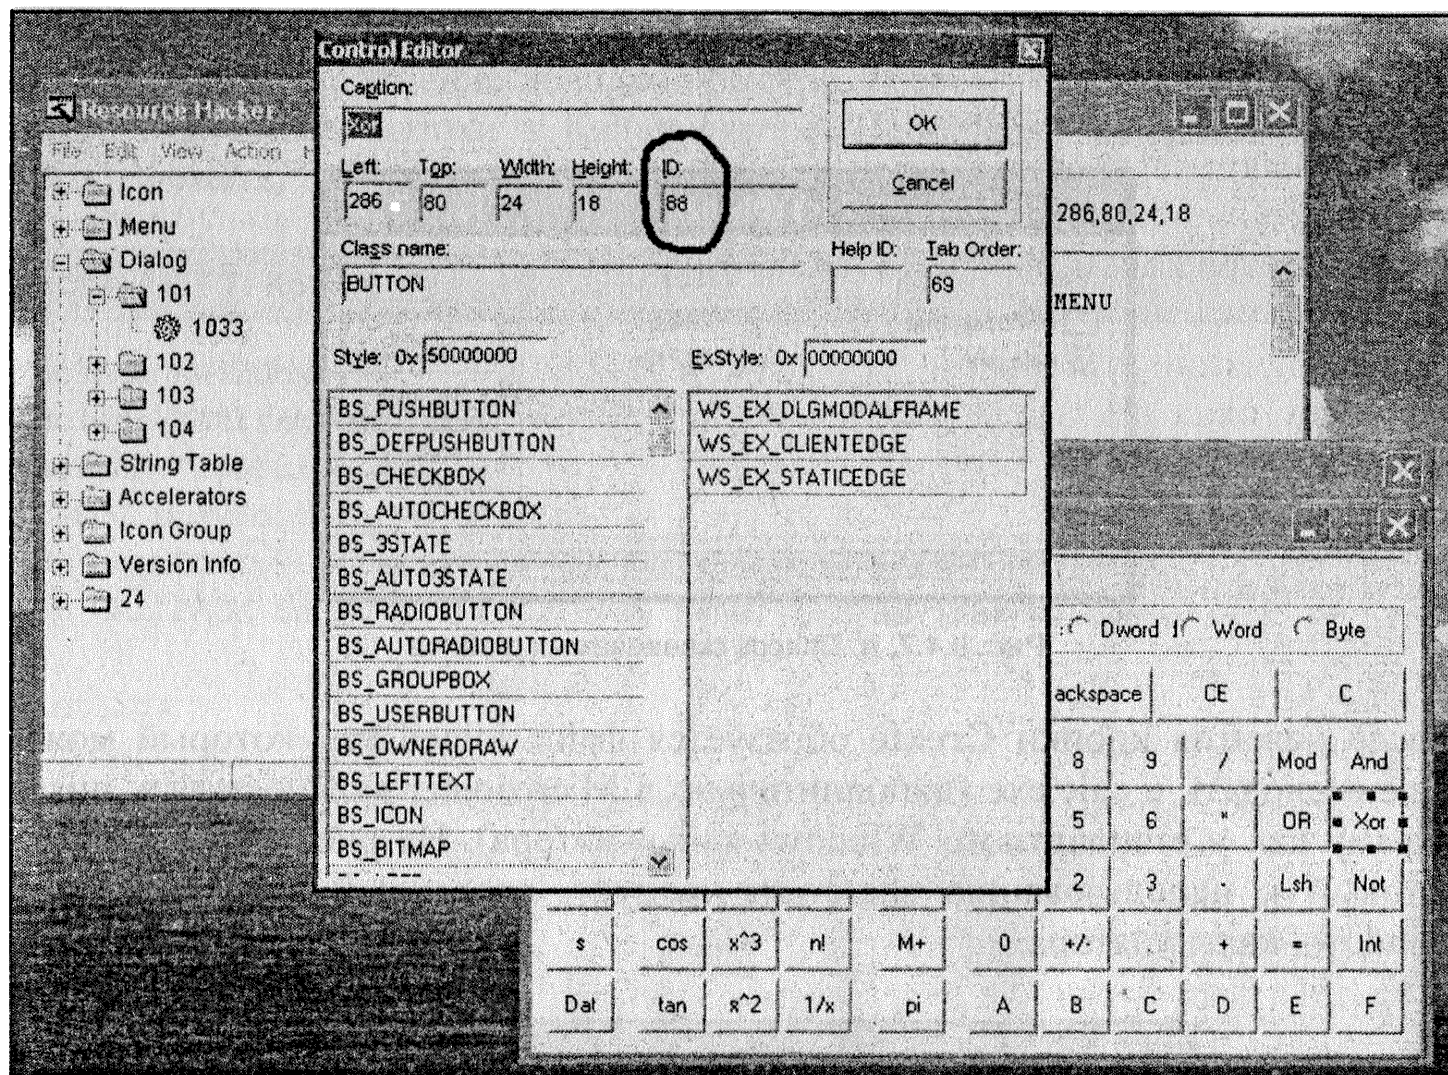 Control Editor
Caption:
Xor
OK
Left:
Top:
Width:
Height:
ID:
286
80
24
18
88
Cancel
Class name:
Help ID:
Tab Order:
BUTTON
69
Style: 0x
50000000
ExStyle: 0x
00000000
BS_PUSHBUTTON
BS_DEFPUSHBUTTON
BS_CHECKBOX
BS_AUTOCHECKBOX
BS_3STATE
BS_AUTO3STATE
BS_RADIOBUTTON
BS_AUTORADIOBUTTON
BS_GROUPBOX
BS_USERBUTTON
BS_OWNERDRAW
BS_LEFTTEXT
BS_ICON
BS_BITMAP
WS_EX_DLGMODALFRAME
WS_EX_CLIENTEDGE
WS_EX_STATICEDGE
Resource Hacker
File Edit View Action
Icon
Menu
Dialog
101
1033
102
103
104
String Table
Accelerators
Icon Group
Version Info
24
286,80,24,18
MENU
Dword Word Byte
ackspace CE C
8 9 / Mod And
5 6 * OR Xor
2 3 - Lsh Not
s cos x^3 n! M+ 0 +/- . + = Int
Dat tan x^2 1/x pi A B C D E F